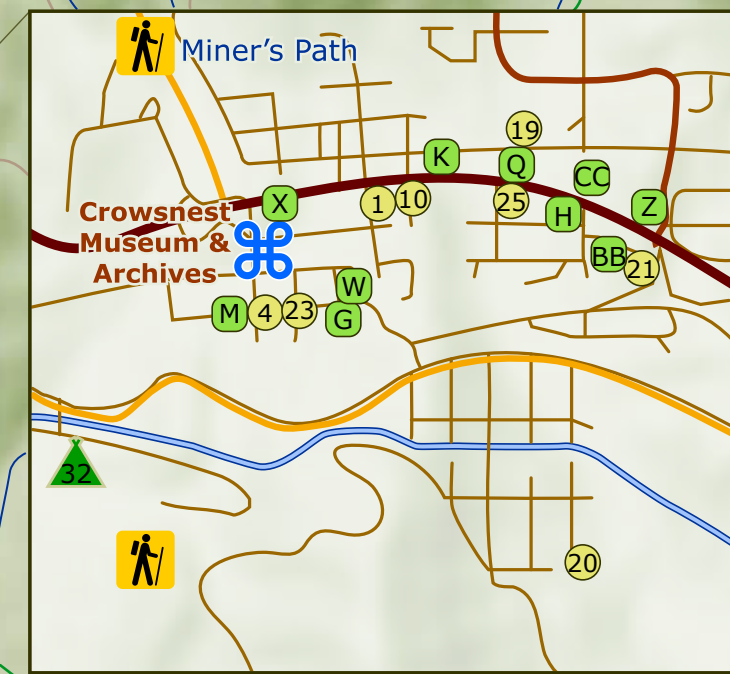 Miner's Path
19
K
Q
CC
X
1
10
25
H
Z
Crowsnest
Museum &
Archives
BB
21
W
M
4
23
G
32
20